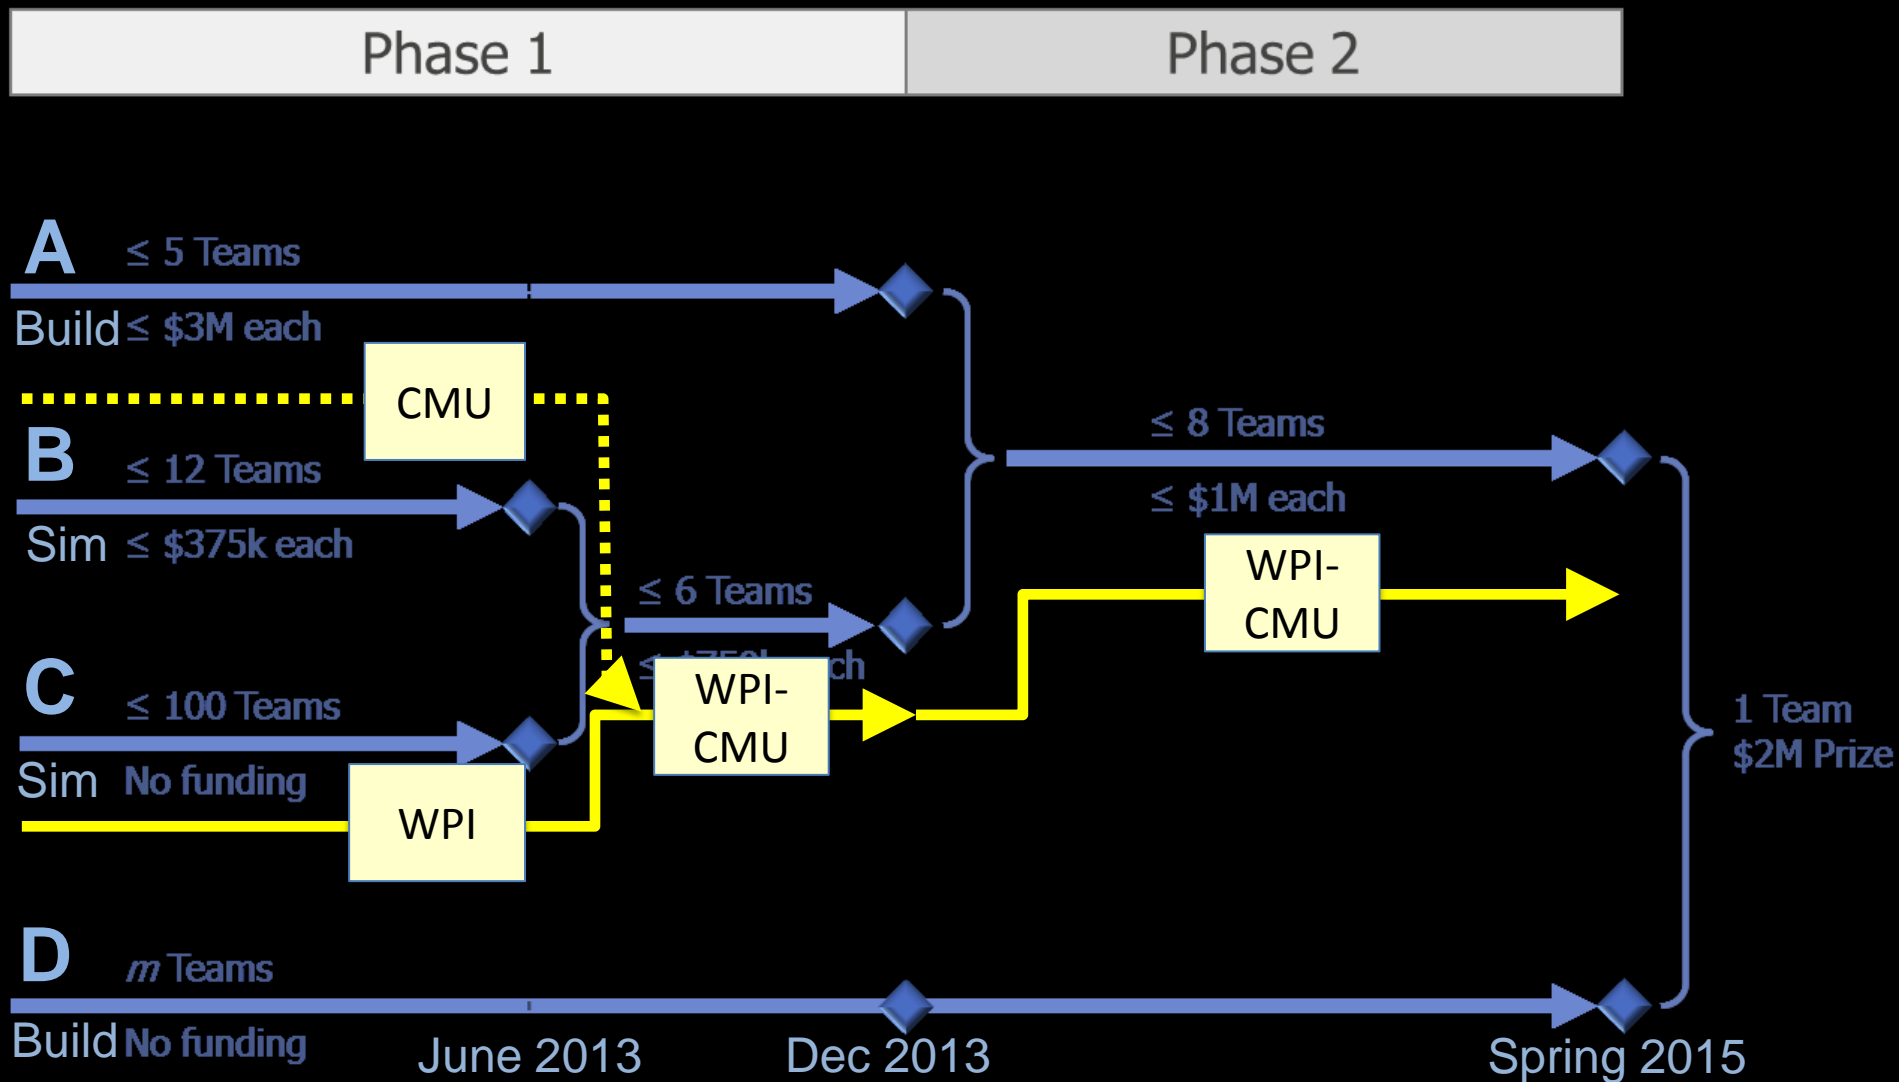 Phase 1
Phase 2
A
≤ 5 Teams
Build
≤ $3M each
CMU
B
≤ 12 Teams
Sim
≤ $375k each
≤ 8 Teams
≤ $1M each
WPI-
CMU
≤ 6 Teams
≤
WPI-
CMU
C
≤ 100 Teams
Sim
No funding
WPI
1 Team
$2M Prize
D
m Teams
Build
No funding
June 2013
Dec 2013
Spring 2015